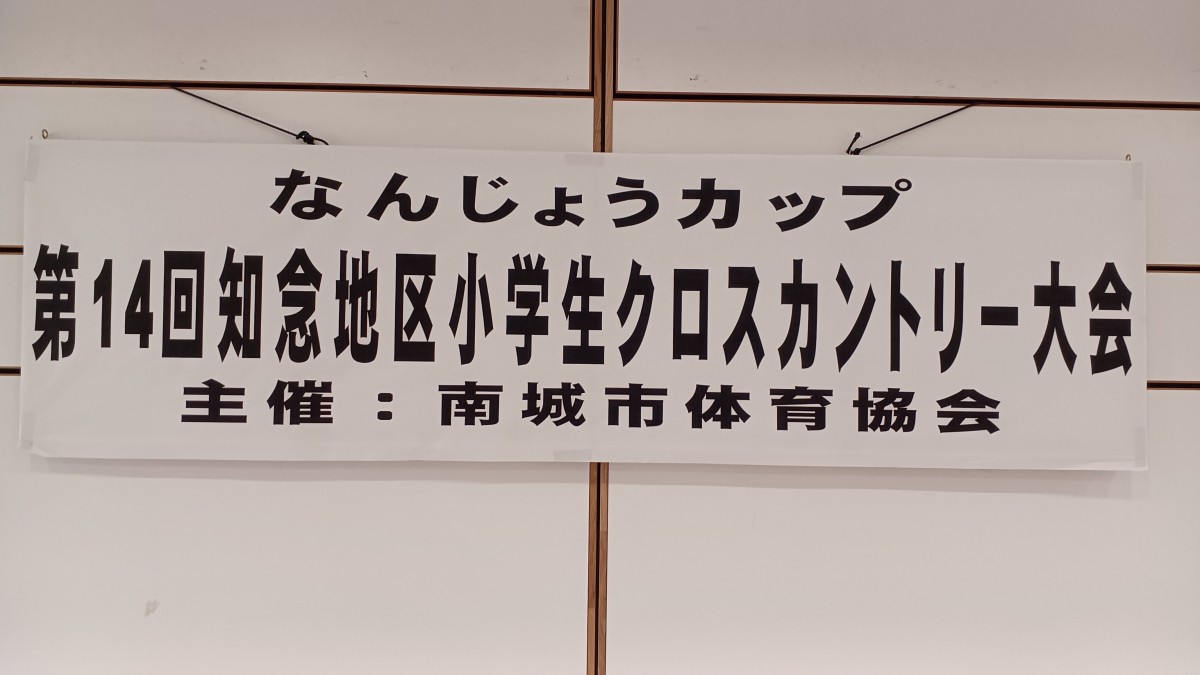 なんじょうカップ
第14回知念地区小学生クロスカントリー大会
主催：南城市体育協会